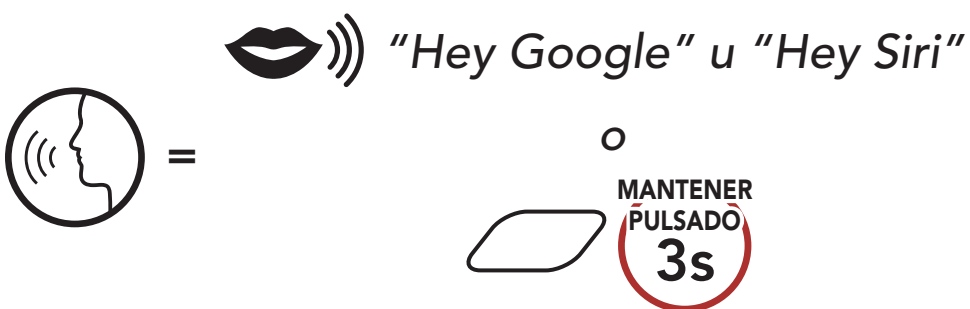 “Hey Google” u “Hey Siri”
=
o
MANTENER
PULSADO
3s